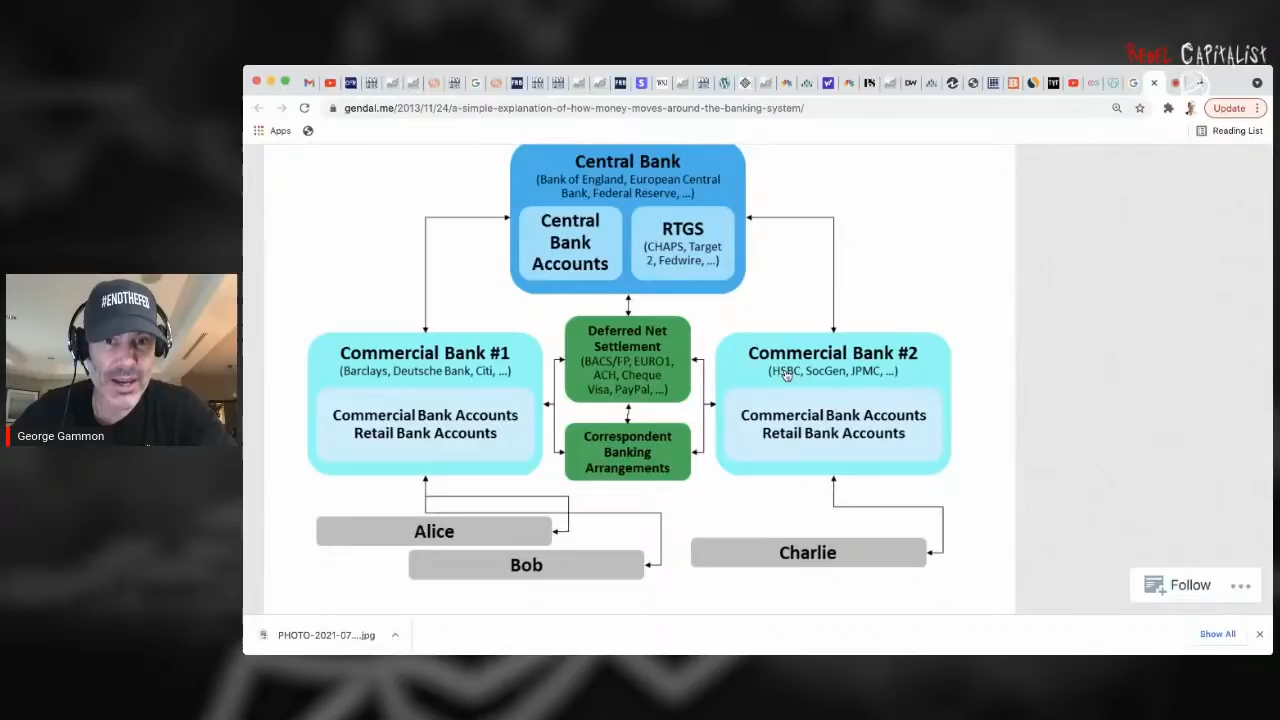 REBEL CAPITALIST
gendal.me/2013/11/24/a-simple-explanation-of-how-money-moves-around-the-banking-system/
Update
Apps
Reading List
Central Bank
(Bank of England, European Central
Bank, Federal Reserve, ...)
Central
Bank
Accounts
RTGS
(CHAPS, Target
2, Fedwire, ...)
Commercial Bank #1
(Barclays, Deutsche Bank, Citi, ...)
Commercial Bank Accounts
Retail Bank Accounts
Deferred Net
Settlement
(BACS/FP, EURO1,
ACH, Cheque
Visa, PayPal, ...)
Correspondent
Banking
Arrangements
Commercial Bank #2
(HSBC, SocGen, JPMC, ...)
Commercial Bank Accounts
Retail Bank Accounts
#ENDTHEFED
George Gammon
Alice
Bob
Charlie
Follow
PHOTO-2021-07....jpg
Show All